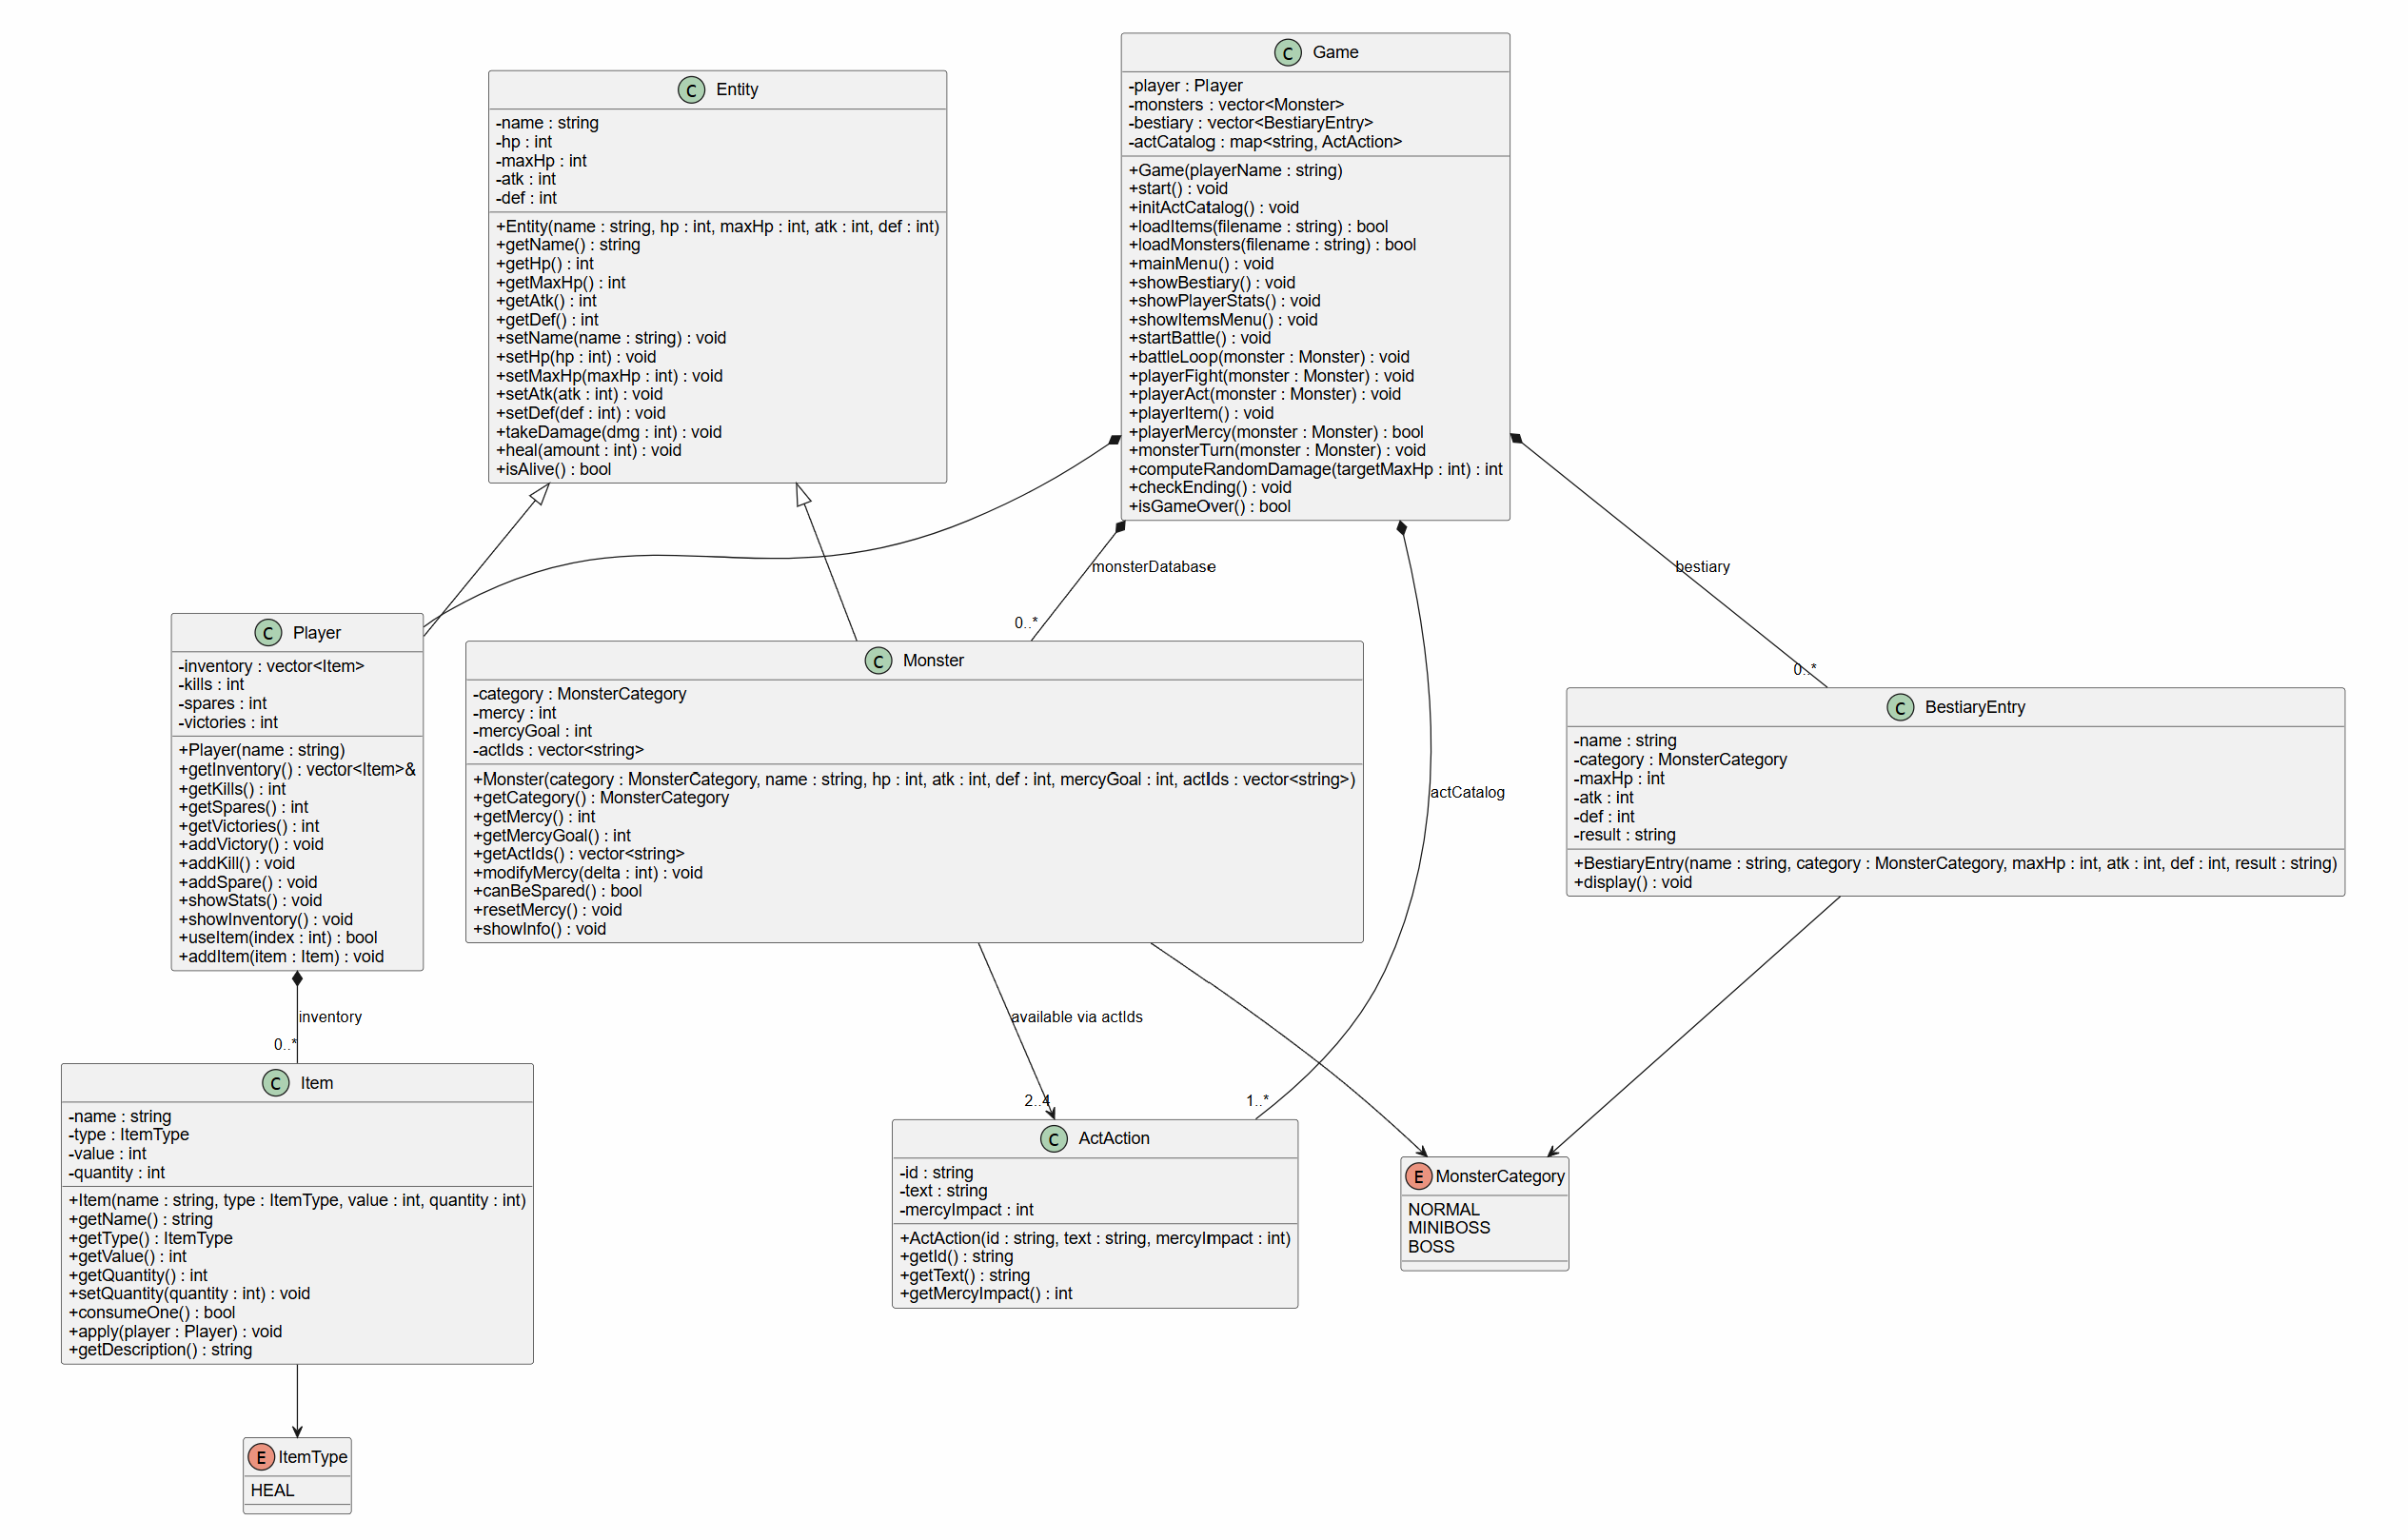 C Entity
-name : string
-hp : int
-maxHp : int
-atk : int
-def : int
+Entity(name : string, hp : int, maxHp : int, atk : int, def : int)
+getName() : string
+getHp() : int
+getMaxHp() : int
+getAtk() : int
+getDef() : int
+setName(name : string) : void
+setHp(hp : int) : void
+setMaxHp(maxHp : int) : void
+setAtk(atk : int) : void
+setDef(def : int) : void
+takeDamage(dmg : int) : void
+heal(amount : int) : void
+isAlive() : bool
C Game
-player : Player
-monsters : vector<Monster>
-bestiary : vector<BestiaryEntry>
-actCatalog : map<string, ActAction>
+Game(playerName : string)
+start() : void
+initActCatalog() : void
+loadItems(filename : string) : bool
+loadMonsters(filename : string) : bool
+mainMenu() : void
+showBestiary() : void
+showPlayerStats() : void
+showItemsMenu() : void
+startBattle() : void
+battleLoop(monster : Monster) : void
+playerFight(monster : Monster) : void
+playerAct(monster : Monster) : void
+playerItem() : void
+playerMercy(monster : Monster) : bool
+monsterTurn(monster : Monster) : void
+computeRandomDamage(targetMaxHp : int) : int
+checkEnding() : void
+isGameOver() : bool
monsterDatabase
0..*
bestiary
0..*
actCatalog
1..*
C Player
-inventory : vector<Item>
-kills : int
-spares : int
-victories : int
+Player(name : string)
+getInventory() : vector<Item>&
+getKills() : int
+getSpares() : int
+getVictories() : int
+addVictory() : void
+addKill() : void
+addSpare() : void
+showStats() : void
+showInventory() : void
+useItem(index : int) : bool
+addItem(item : Item) : void
C Monster
-category : MonsterCategory
-mercy : int
-mercyGoal : int
-actIds : vector<string>
+Monster(category : MonsterCategory, name : string, hp : int, atk : int, def : int, mercyGoal : int, actIds : vector<string>)
+getCategory() : MonsterCategory
+getMercy() : int
+getMercyGoal() : int
+getActIds() : vector<string>
+modifyMercy(delta : int) : void
+canBeSpared() : bool
+resetMercy() : void
+showInfo() : void
C BestiaryEntry
-name : string
-category : MonsterCategory
-maxHp : int
-atk : int
-def : int
-result : string
+BestiaryEntry(name : string, category : MonsterCategory, maxHp : int, atk : int, def : int, result : string)
+display() : void
inventory
0..*
available via actIds
2..4
C Item
-name : string
-type : ItemType
-value : int
-quantity : int
+Item(name : string, type : ItemType, value : int, quantity : int)
+getName() : string
+getType() : ItemType
+getValue() : int
+getQuantity() : int
+setQuantity(quantity : int) : void
+consumeOne() : bool
+apply(player : Player) : void
+getDescription() : string
C ActAction
-id : string
-text : string
-mercyImpact : int
+ActAction(id : string, text : string, mercyImpact : int)
+getId() : string
+getText() : string
+getMercyImpact() : int
E MonsterCategory
NORMAL
MINIBOSS
BOSS
E ItemType
HEAL